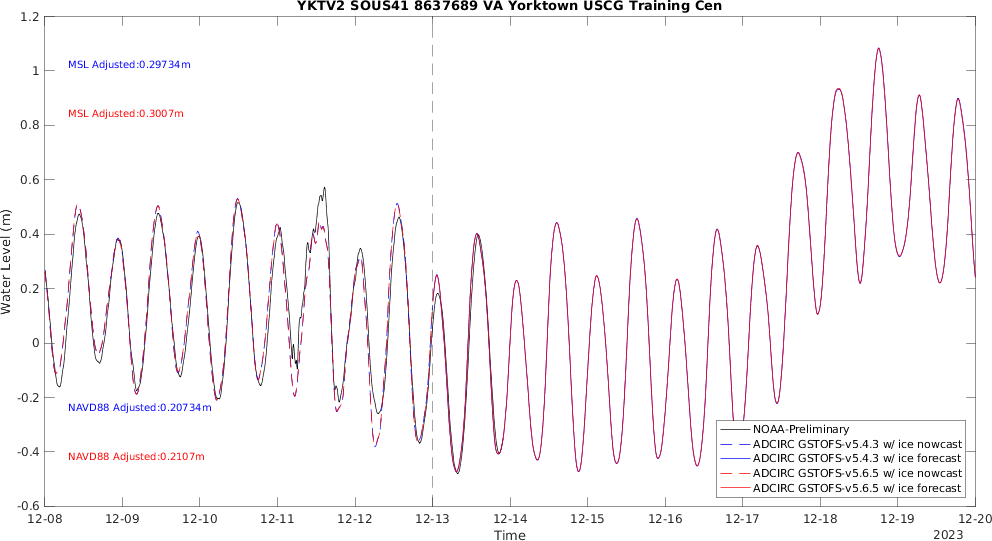 YKTV2 SOUS41 8637689 VA Yorktown USCG Training Cen
1.2
1
0.8
0.6
0.4
0.2
0
-0.2
-0.4
-0.6
Water Level (m)
MSL Adjusted:0.29734m
MSL Adjusted:0.3007m
NAVD88 Adjusted:0.20734m
NAVD88 Adjusted:0.2107m
NOAA-Preliminary
ADCIRC GSTOFS-v5.4.3 w/ ice nowcast
ADCIRC GSTOFS-v5.4.3 w/ ice forecast
ADCIRC GSTOFS-v5.6.5 w/ ice nowcast
ADCIRC GSTOFS-v5.6.5 w/ ice forecast
12-08 12-09 12-10 12-11 12-12 12-13 12-14 12-15 12-16 12-17 12-18 12-19 12-20
Time
2023